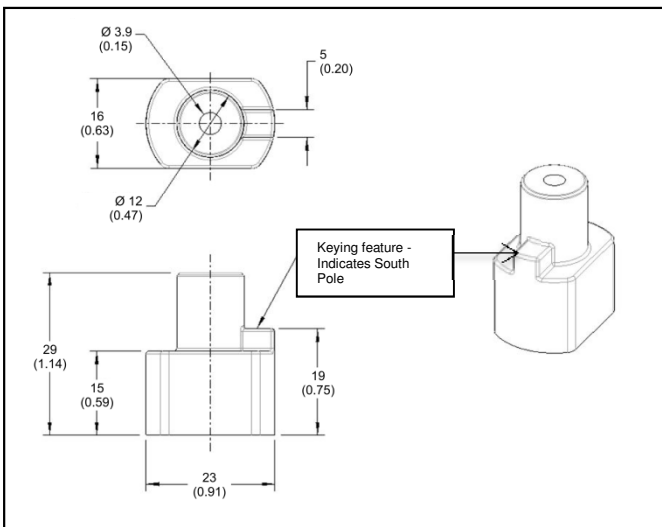 Ø 3.9
(0.15)
5
(0.20)
16
(0.63)
Ø 12
(0.47)
Keying feature -
Indicates South
Pole
29
(1.14)
15
(0.59)
19
(0.75)
23
(0.91)